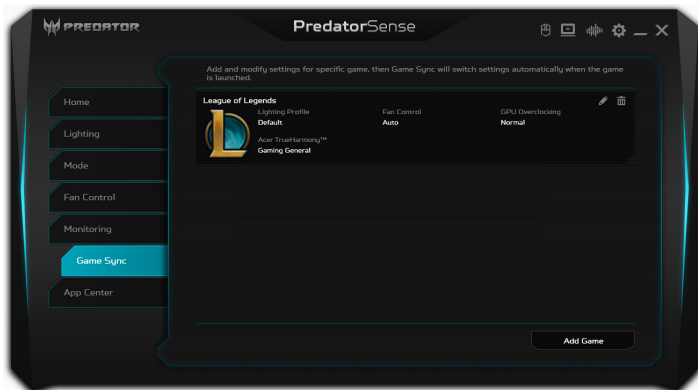 PREDATOR
PredatorSense
Add and modify settings for specific game, then Game Sync will switch settings automatically when the game
is launched.
Home
Lighting
Mode
Fan Control
Monitoring
Game Sync
App Center
League of Legends
Lighting Profile
Default
Fan Control
Auto
GPU Overclocking
Normal
Acer TrueHarmony™
Gaming General
Add Game